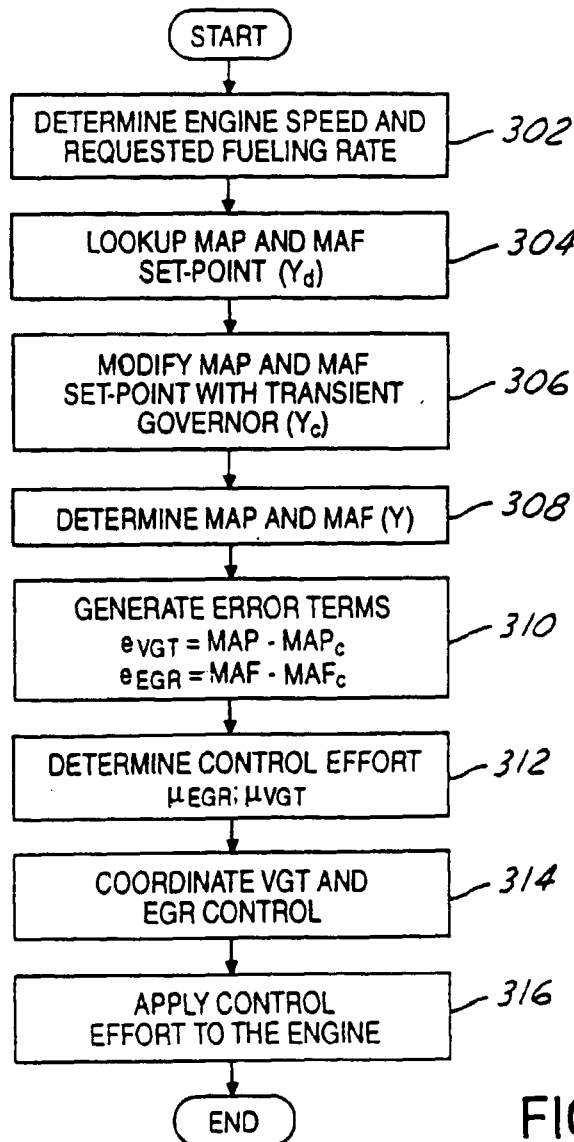 START
DETERMINE ENGINE SPEED AND
REQUESTED FUELING RATE
302
LOOKUP MAP AND MAF
SET-POINT (Yd)
304
MODIFY MAP AND MAF
SET-POINT WITH TRANSIENT
GOVERNOR (Yc)
306
DETERMINE MAP AND MAF (Y)
308
GENERATE ERROR TERMS
eVGT = MAP - MAPc
eEGR = MAF - MAFc
310
DETERMINE CONTROL EFFORT
μEGR; μVGT
312
COORDINATE VGT AND
EGR CONTROL
314
APPLY CONTROL
EFFORT TO THE ENGINE
316
END